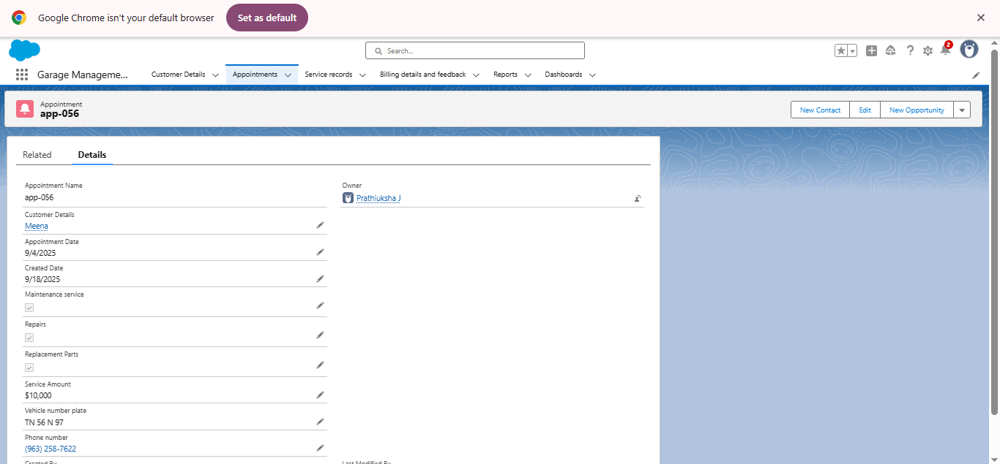 Google Chrome isn't your default browser
Set as default
Search...
2
Garage Manageme...
Customer Details
Appointments
Service records
Billing details and feedback
Reports
Dashboards
Appointment
app-056
New Contact
Edit
New Opportunity
Related
Details
Appointment Name
app-056
Owner
Prathiuksha J
Customer Details
Meena
Appointment Date
9/4/2025
Created Date
9/18/2025
Maintenance service
Repairs
Replacement Parts
Service Amount
$10,000
Vehicle number plate
TN 56 N 97
Phone number
(963) 258-7622
Created By
Last Modified By